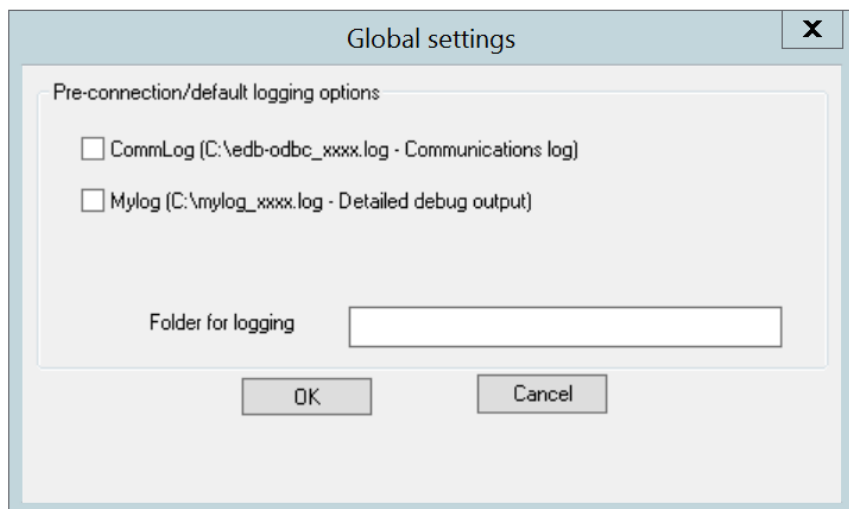 Global settings
X
Pre-connection/default logging options
CommLog (C:\edb-odbc_xxxx.log - Communications log)
Mylog (C:\mylog_xxxx.log - Detailed debug output)
Folder for logging
OK
Cancel